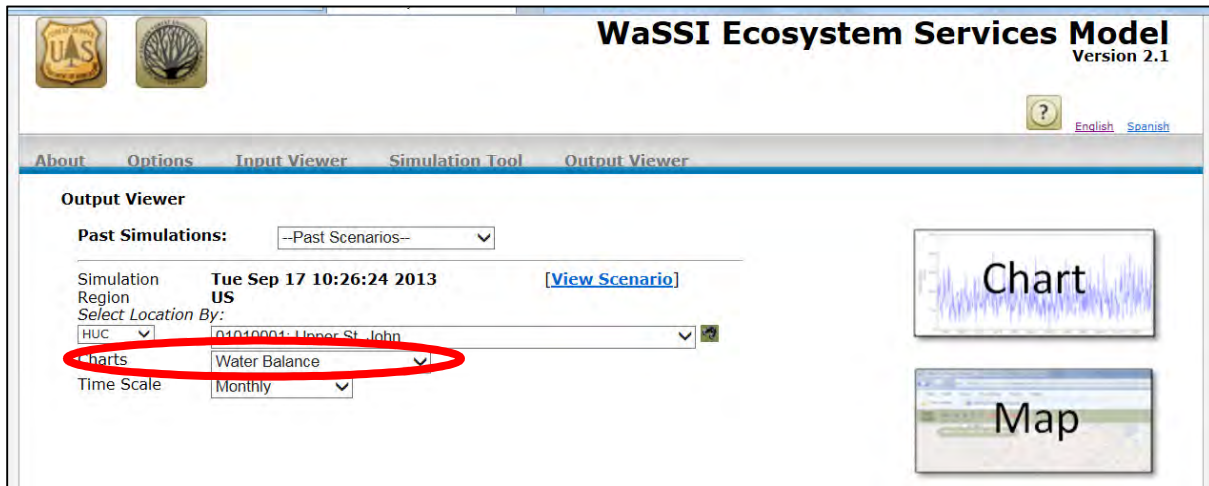 WaSSI Ecosystem Services Model
Version 2.1
UAS
?
English Spanish
About Options Input Viewer Simulation Tool Output Viewer
Output Viewer
Past Simulations: --Past Scenarios--
Simulation Tue Sep 17 10:26:24 2013 [View Scenario]
Region US
Select Location By:
HUC 01010001: Upper St. John
Charts Water Balance
Time Scale Monthly
Chart
Map